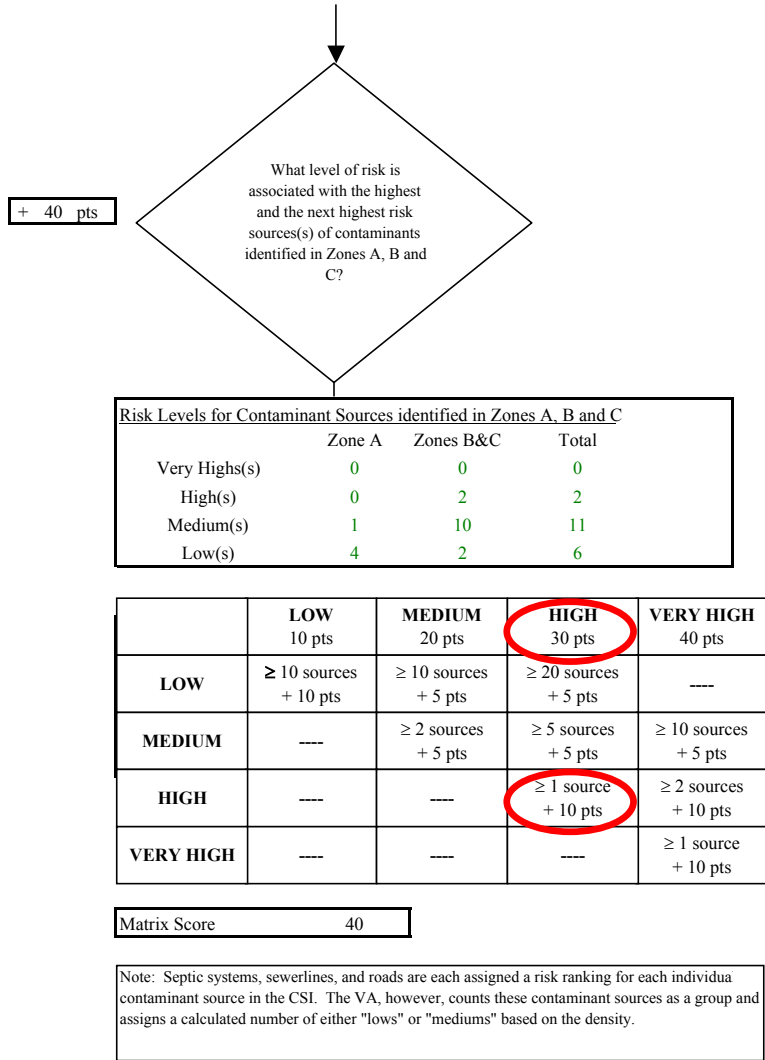 What level of risk is
associated with the highest
and the next highest risk
sources(s) of contaminants
identified in Zones A, B and
C?
+ 40 pts
Risk Levels for Contaminant Sources identified in Zones A, B and C
Zone A Zones B&C Total
Very Highs(s) 0 0 0
High(s) 0 2 2
Medium(s) 1 10 11
Low(s) 4 2 6
LOW MEDIUM HIGH VERY HIGH
10 pts 20 pts 30 pts 40 pts
LOW ≥ 10 sources ≥ 10 sources ≥ 20 sources ----
+ 10 pts + 5 pts + 5 pts
MEDIUM ---- ≥ 2 sources ≥ 5 sources ≥ 10 sources
+ 5 pts + 5 pts + 5 pts
HIGH ---- ---- ≥ 1 source ≥ 2 sources
+ 10 pts + 10 pts
VERY HIGH ---- ---- ---- ≥ 1 source
+ 10 pts
Matrix Score 40
Note: Septic systems, sewerlines, and roads are each assigned a risk ranking for each individua
contaminant source in the CSI. The VA, however, counts these contaminant sources as a group and
assigns a calculated number of either "lows" or "mediums" based on the density.